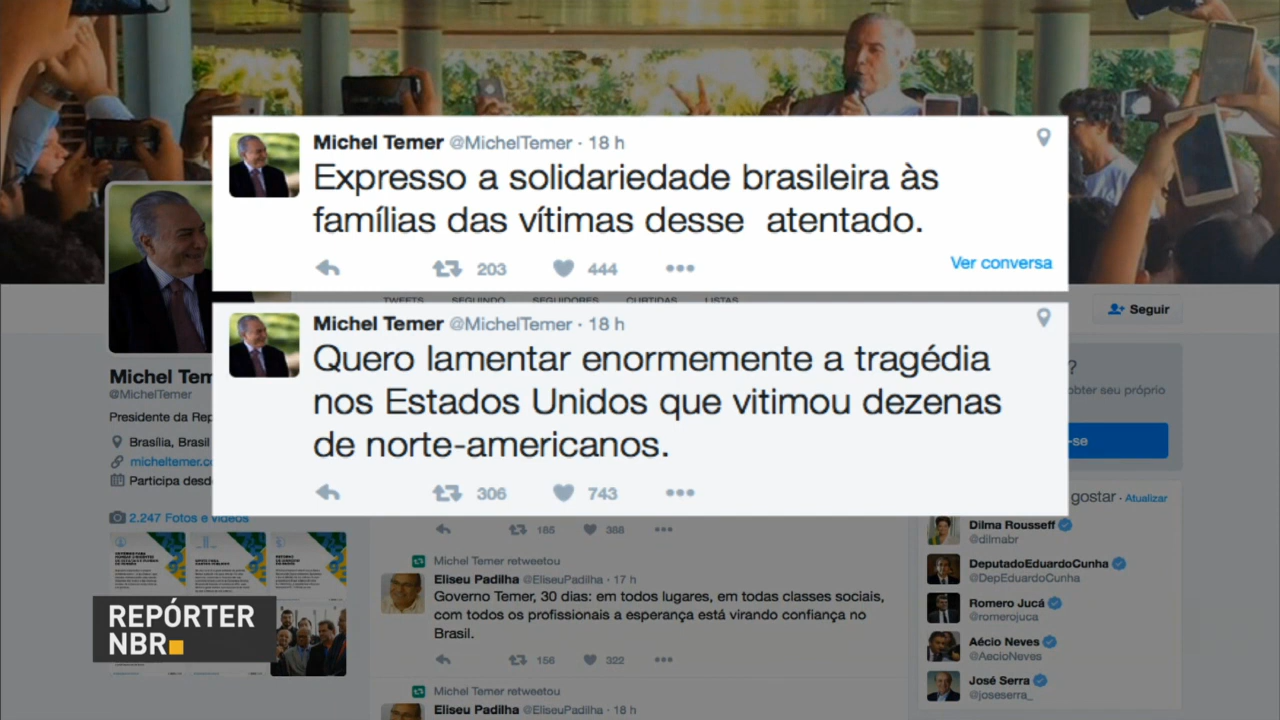 Michel Temer @MichelTemer · 18 h
Expresso a solidariedade brasileira às
famílias das vítimas desse atentado.
203 444
Ver conversa
TWEETS SEGUINDO SEGUIDORES CURTIDAS LISTAS
Seguir
Michel Temer @MichelTemer · 18 h
Quero lamentar enormemente a tragédia
nos Estados Unidos que vitimou dezenas
de norte-americanos.
306 743
Michel Tem
@MichelTemer
Presidente da Rep
Brasília, Brasil
micheltemer.co
Participa desd
2.247 Fotos e vídeos
?
obter seu próprio
-se
gostar · Atualizar
Dilma Rousseff
@dilmabr
DeputadoEduardoCunha
@DepEduardoCunha
Romero Jucá
@romerojuca
Aécio Neves
@AecioNeves
José Serra
@joseserra_
185 388
Michel Temer retweetou
Eliseu Padilha @EliseuPadilha · 17 h
Governo Temer, 30 dias: em todos lugares, em todas classes sociais,
com todos os profissionais a esperança está virando confiança no
Brasil.
156 322
Michel Temer retweetou
Eliseu Padilha @EliseuPadilha · 18 h
REPÓRTER
NBR